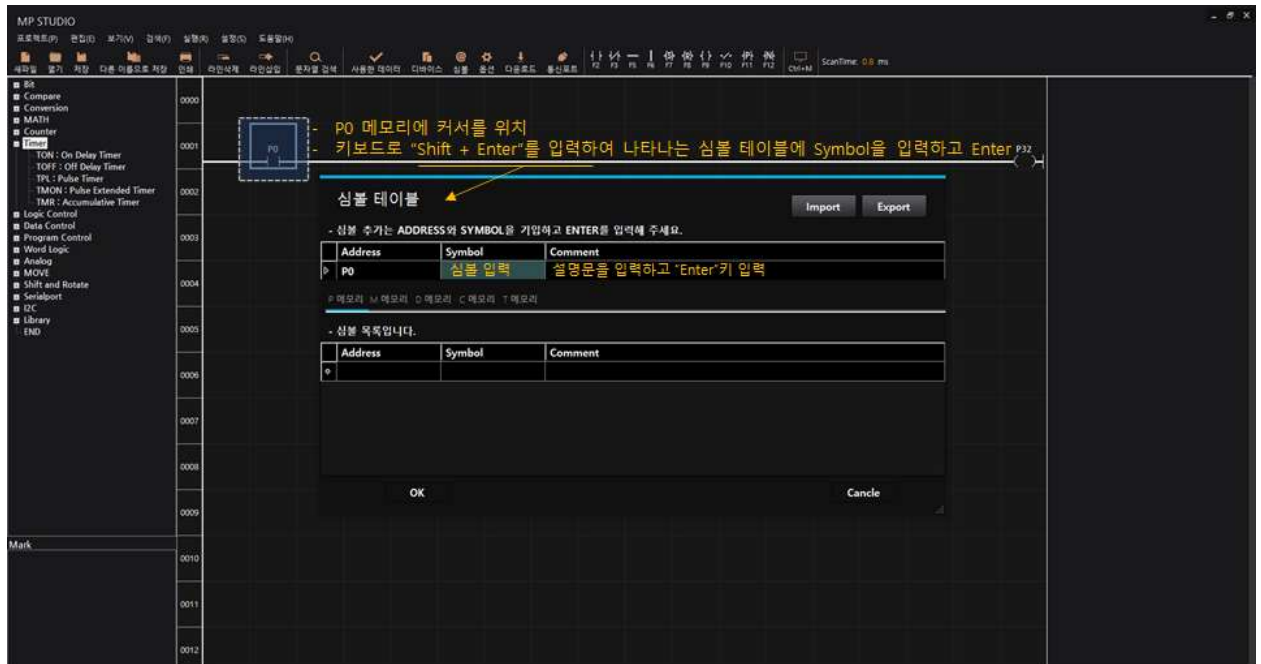 MP STUDIO
프로젝트(P) 편집(E) 보기(V) 검색(F) 실행(R) 설정(C) 도움말(H)
새파일 열기 저장 다른 이름으로 저장 인쇄 라인삭제 라인삽입 문자열 검색 사용한 데이터 디바이스 심볼 옵션 다운로드 통신포트 F2 F3 F5 F6 F7 F8 F9 F10 F11 F12 Ctrl+M ScanTime: 0.8 ms
Bit
Compare
Conversion
MATH
Counter
Timer
TON : On Delay Timer
TOFF : Off Delay Timer
TPL : Pulse Timer
TMON : Pulse Extended Timer
TMR : Accumulative Timer
Logic Control
Data Control
Program Control
Word Logic
Analog
MOVE
Shift and Rotate
Serialport
I2C
Library
END
Mark
0000
0001
0002
0003
0004
0005
0006
0007
0008
0009
0010
0011
0012
P0
- P0 메모리에 커서를 위치
- 키보드로 "Shift + Enter"를 입력하여 나타나는 심볼 테이블에 Symbol을 입력하고 Enter
P32
심볼 테이블
Import Export
- 심볼 추가는 ADDRESS와 SYMBOL을 기입하고 ENTER를 입력해 주세요.
Address Symbol Comment
P0 심볼 입력 설명문을 입력하고 "Enter"키 입력
P 메모리 M 메모리 D 메모리 C 메모리 T 메모리
- 심볼 목록입니다.
Address Symbol Comment
OK Cancle